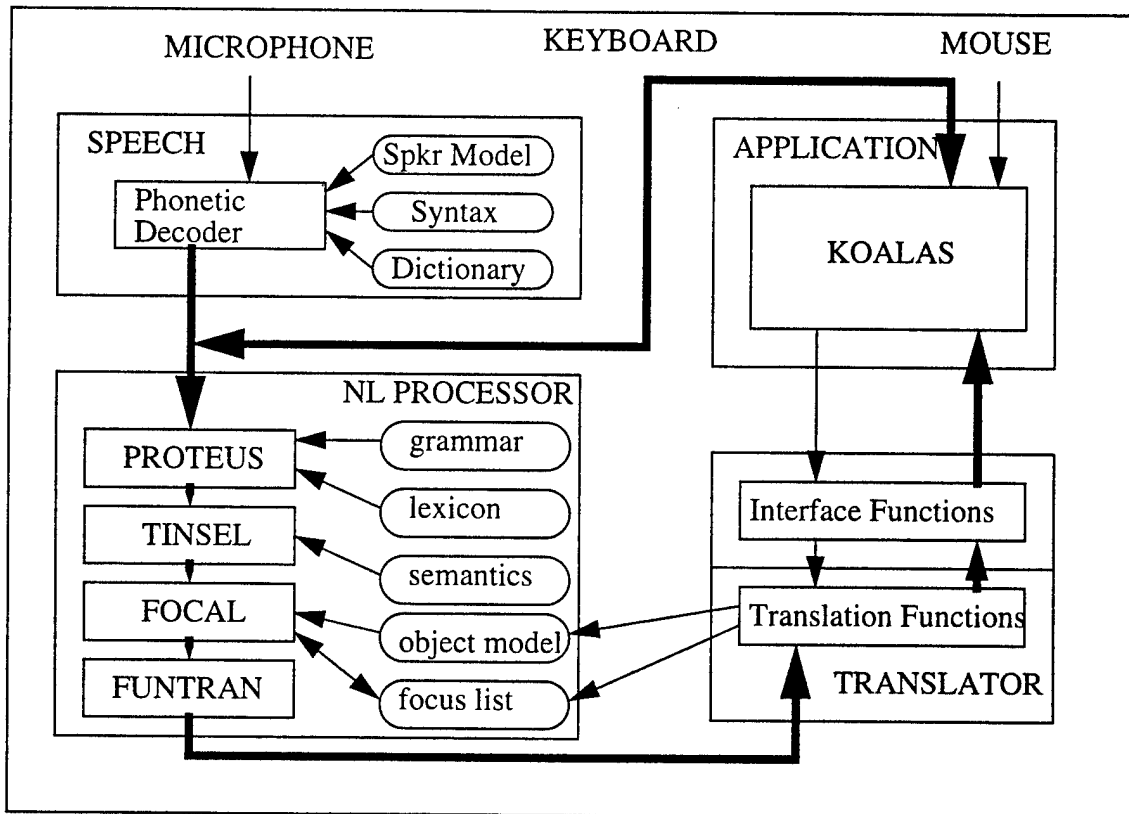 MICROPHONE
KEYBOARD
MOUSE
SPEECH
Spkr Model
Phonetic
Decoder
Syntax
Dictionary
APPLICATION
KOALAS
NL PROCESSOR
PROTEUS
grammar
lexicon
TINSEL
semantics
FOCAL
object model
FUNTRAN
focus list
Interface Functions
Translation Functions
TRANSLATOR